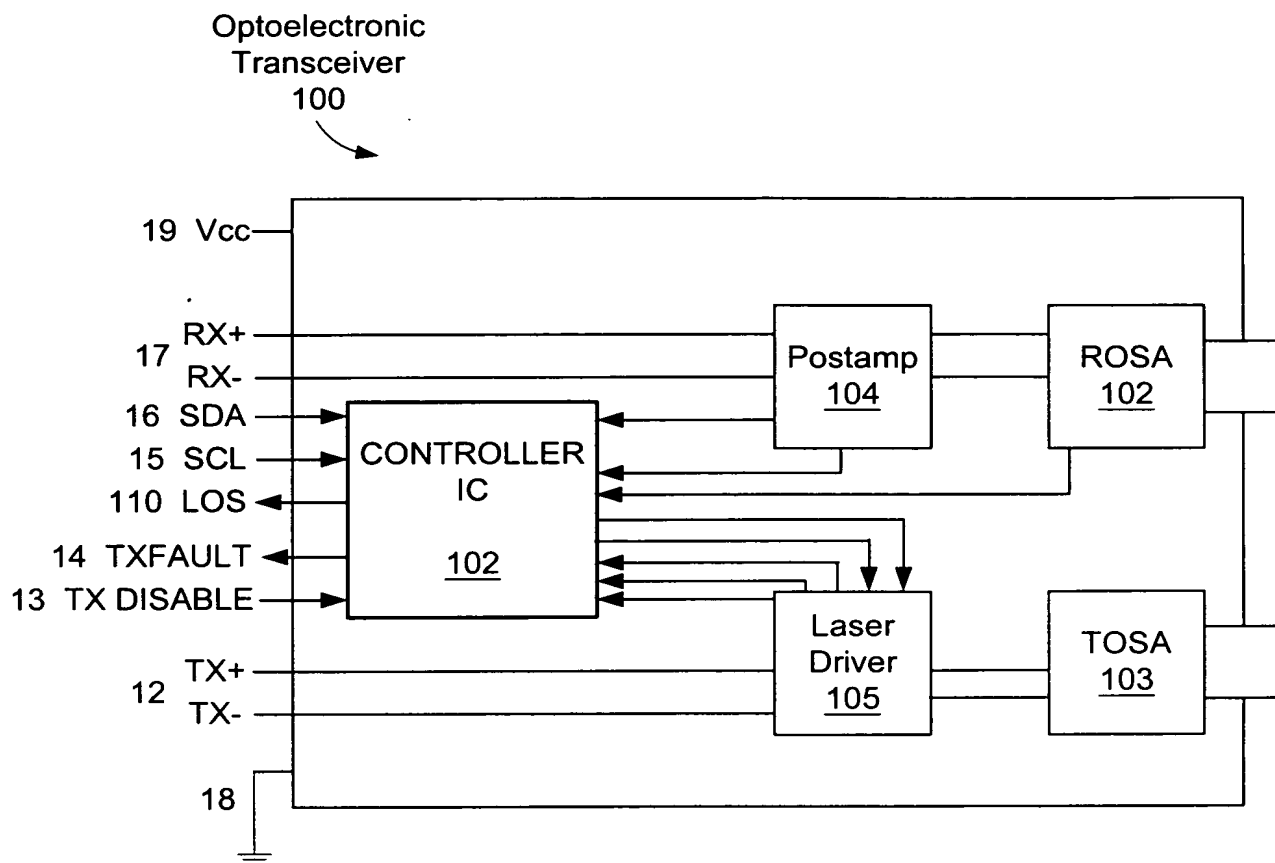 Optoelectronic
Transceiver
100
19 Vcc
17
RX+
RX-
16 SDA
15 SCL
110 LOS
14 TXFAULT
13 TX DISABLE
12
TX+
TX-
18
CONTROLLER
IC
102
Postamp
104
ROSA
102
Laser
Driver
105
TOSA
103